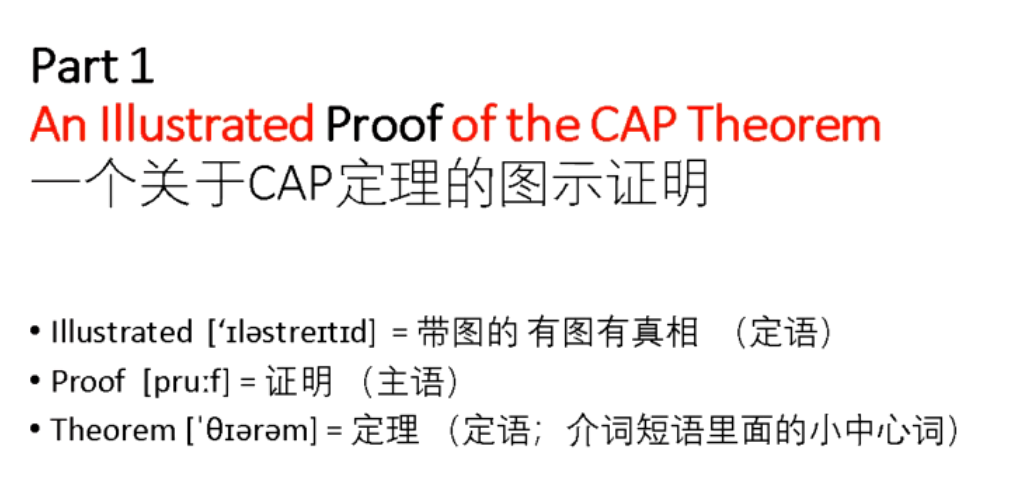 Part 1
An Illustrated Proof of the CAP Theorem
一个关于CAP定理的图示证明
• Illustrated [‘ɪləstreɪtɪd] = 带图的 有图有真相 （定语）
• Proof [pruːf] = 证明 （主语）
• Theorem [ˈθɪərəm] = 定理 （定语；介词短语里面的小中心词）